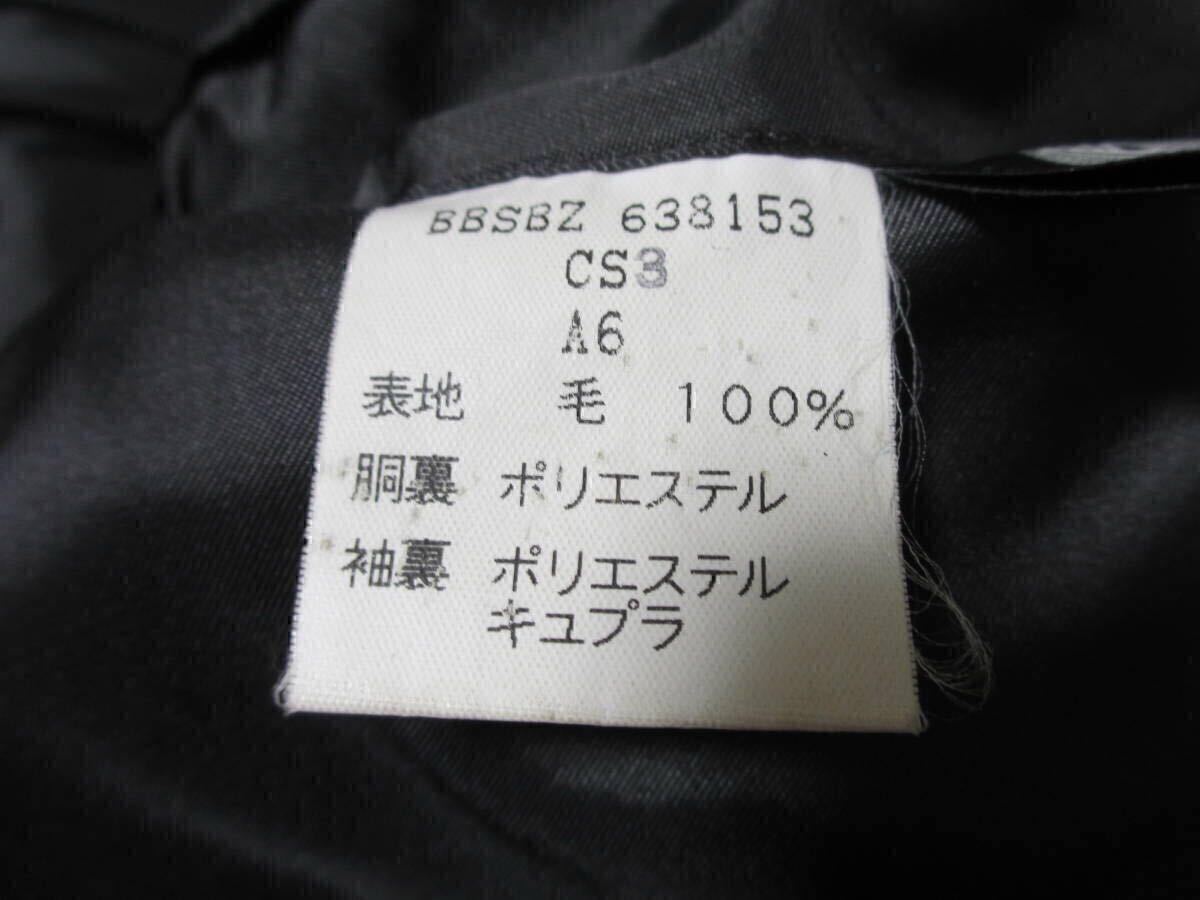 BBSBZ 638153
CS3
A6
表地 毛 100%
胴裏 ポリエステル
袖裏 ポリエステル
キュプラ